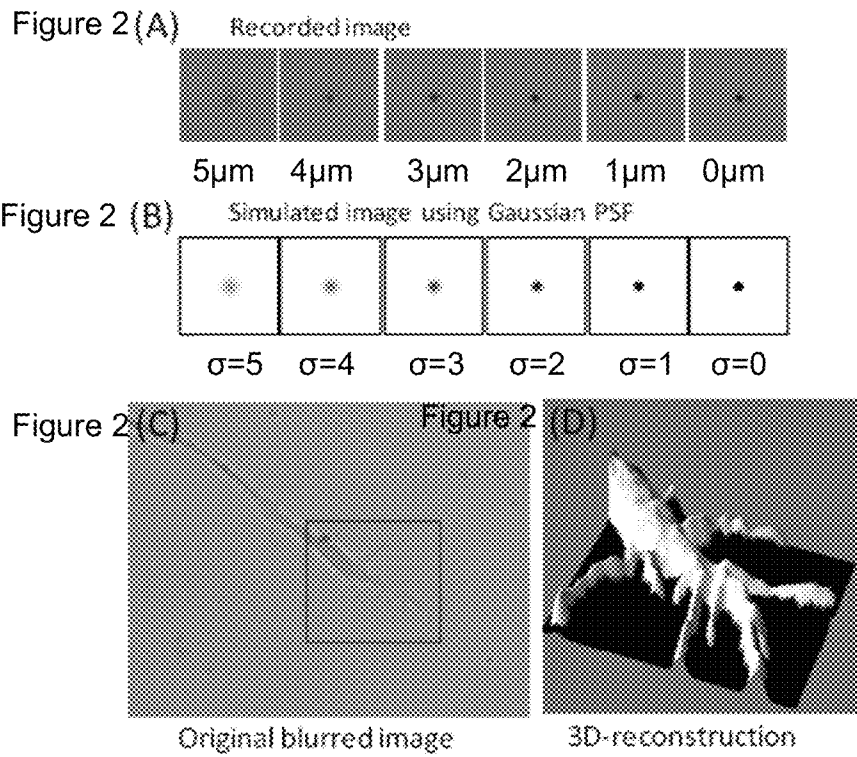 Figure 2 (A) Recorded image
5μm 4μm 3μm 2μm 1μm 0μm
Figure 2 (B) Simulated image using Gaussian PSF
σ=5 σ=4 σ=3 σ=2 σ=1 σ=0
Figure 2 (C) Figure 2 (D)
Original blurred image 3D-reconstruction